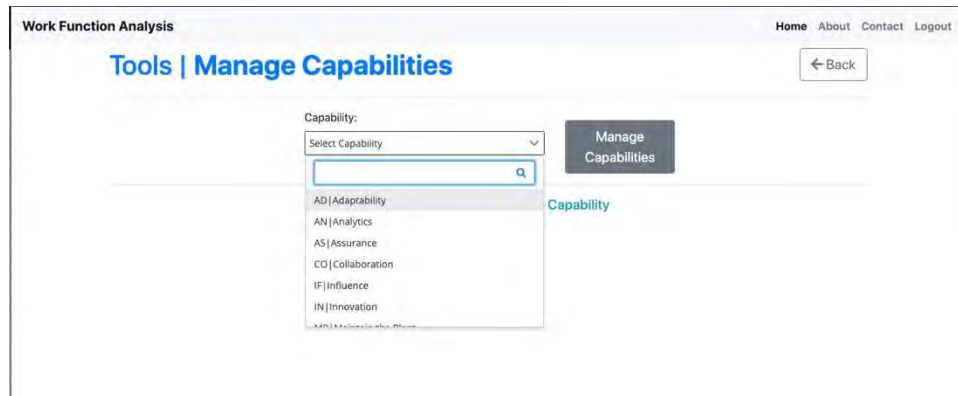 Work Function Analysis
Home About Contact Logout
Tools | Manage Capabilities
Back
Capability:
Select Capability
Manage
Capabilities
AD|Adaptability
AN|Analytics
AS|Assurance
CO|Collaboration
IF|Influence
IN|Innovation
Capability